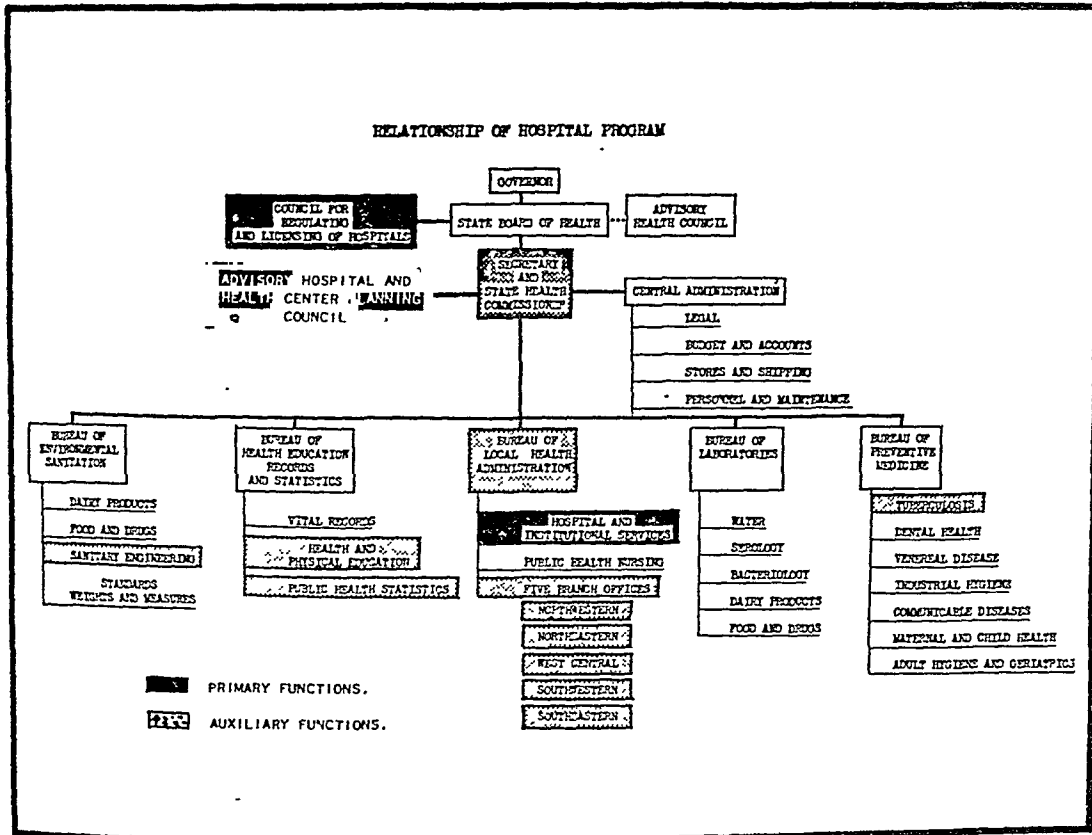 RELATIONSHIP OF HOSPITAL PROGRAM
GOVERNOR
COUNCIL FOR
REGULATING
AND LICENSING OF HOSPITALS
STATE BOARD OF HEALTH
ADVISORY
HEALTH COUNCIL
SECRETARY
AND
STATE HEALTH
ADVISORY HOSPITAL AND
HEALTH CENTER
COUNCIL
CENTRAL ADMINISTRATION
LEGAL
BUDGET AND ACCOUNTS
STORES AND SHIPPING
PERSONNEL AND MAINTENANCE
BUREAU OF
ENVIRONMENTAL
SANITATION
DAIRY PRODUCTS
FOOD AND DRUGS
SANITARY ENGINEERING
STANDARDS
WEIGHTS AND MEASURES
BUREAU OF
HEALTH EDUCATION
RECORDS
AND STATISTICS
VITAL RECORDS
HEALTH AND
PHYSICAL EDUCATION
PUBLIC HEALTH STATISTICS
BUREAU OF
LOCAL HEALTH
ADMINISTRATION
HOSPITAL AND
INSTITUTIONAL SERVICES
PUBLIC HEALTH NURSING
FIVE BRANCH OFFICES
NORTHWESTERN
NORTHEASTERN
WEST CENTRAL
SOUTHWESTERN
SOUTHEASTERN
BUREAU OF
LABORATORIES
WATER
SEROLOGY
BACTERIOLOGY
DAIRY PRODUCTS
FOOD AND DRUGS
BUREAU OF
PREVENTIVE
MEDICINE
TUBERCULOSIS
DENTAL HEALTH
VENEREAL DISEASE
INDUSTRIAL HYGIENE
COMMUNICABLE DISEASES
MATERNAL AND CHILD HEALTH
ADULT HYGIENE AND GERIATRICS
PRIMARY FUNCTIONS.
AUXILIARY FUNCTIONS.